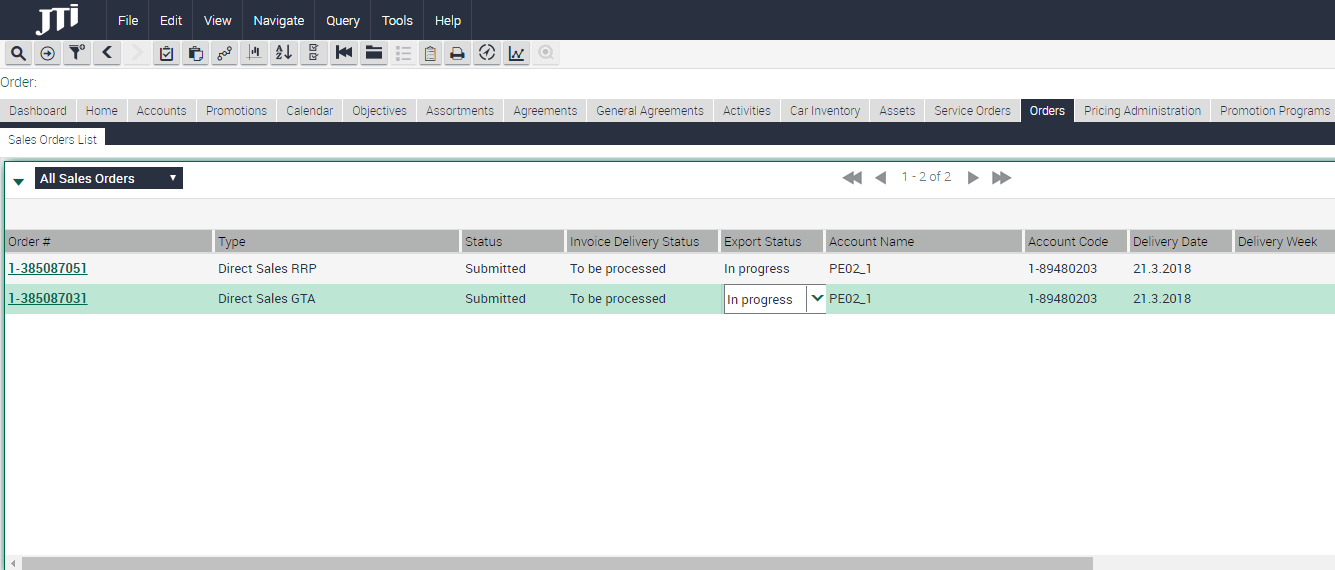 JTi File Edit View Navigate Query Tools Help
Order:
Dashboard Home Accounts Promotions Calendar Objectives Assortments Agreements General Agreements Activities Car Inventory Assets Service Orders Orders Pricing Administration Promotion Programs
Sales Orders List
All Sales Orders 1 - 2 of 2
Order # Type Status Invoice Delivery Status Export Status Account Name Account Code Delivery Date Delivery Week
1-385087051 Direct Sales RRP Submitted To be processed In progress PE02_1 1-89480203 21.3.2018
1-385087031 Direct Sales GTA Submitted To be processed In progress PE02_1 1-89480203 21.3.2018